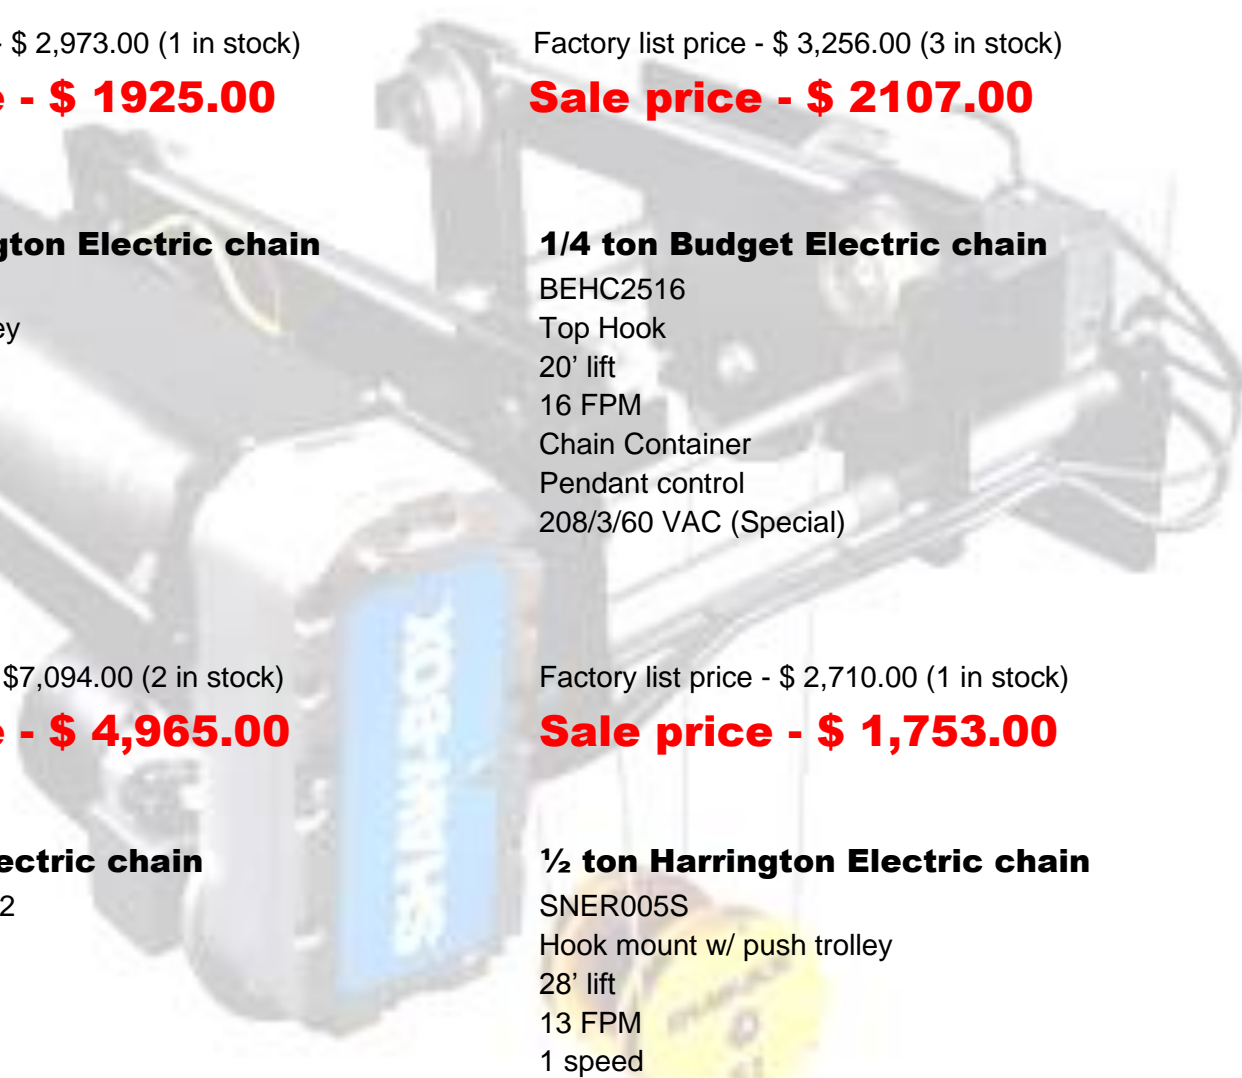 - $ 2,973.00 (1 in stock)
e - $ 1925.00
gton Electric chain
ey
$7,094.00 (2 in stock)
e - $ 4,965.00
ectric chain
2
Factory list price - $ 3,256.00 (3 in stock)
Sale price - $ 2107.00
1/4 ton Budget Electric chain
BEHC2516
Top Hook
20’ lift
16 FPM
Chain Container
Pendant control
208/3/60 VAC (Special)
Factory list price - $ 2,710.00 (1 in stock)
Sale price - $ 1,753.00
½ ton Harrington Electric chain
SNER005S
Hook mount w/ push trolley
28’ lift
13 FPM
1 speed
SHAW-BOX